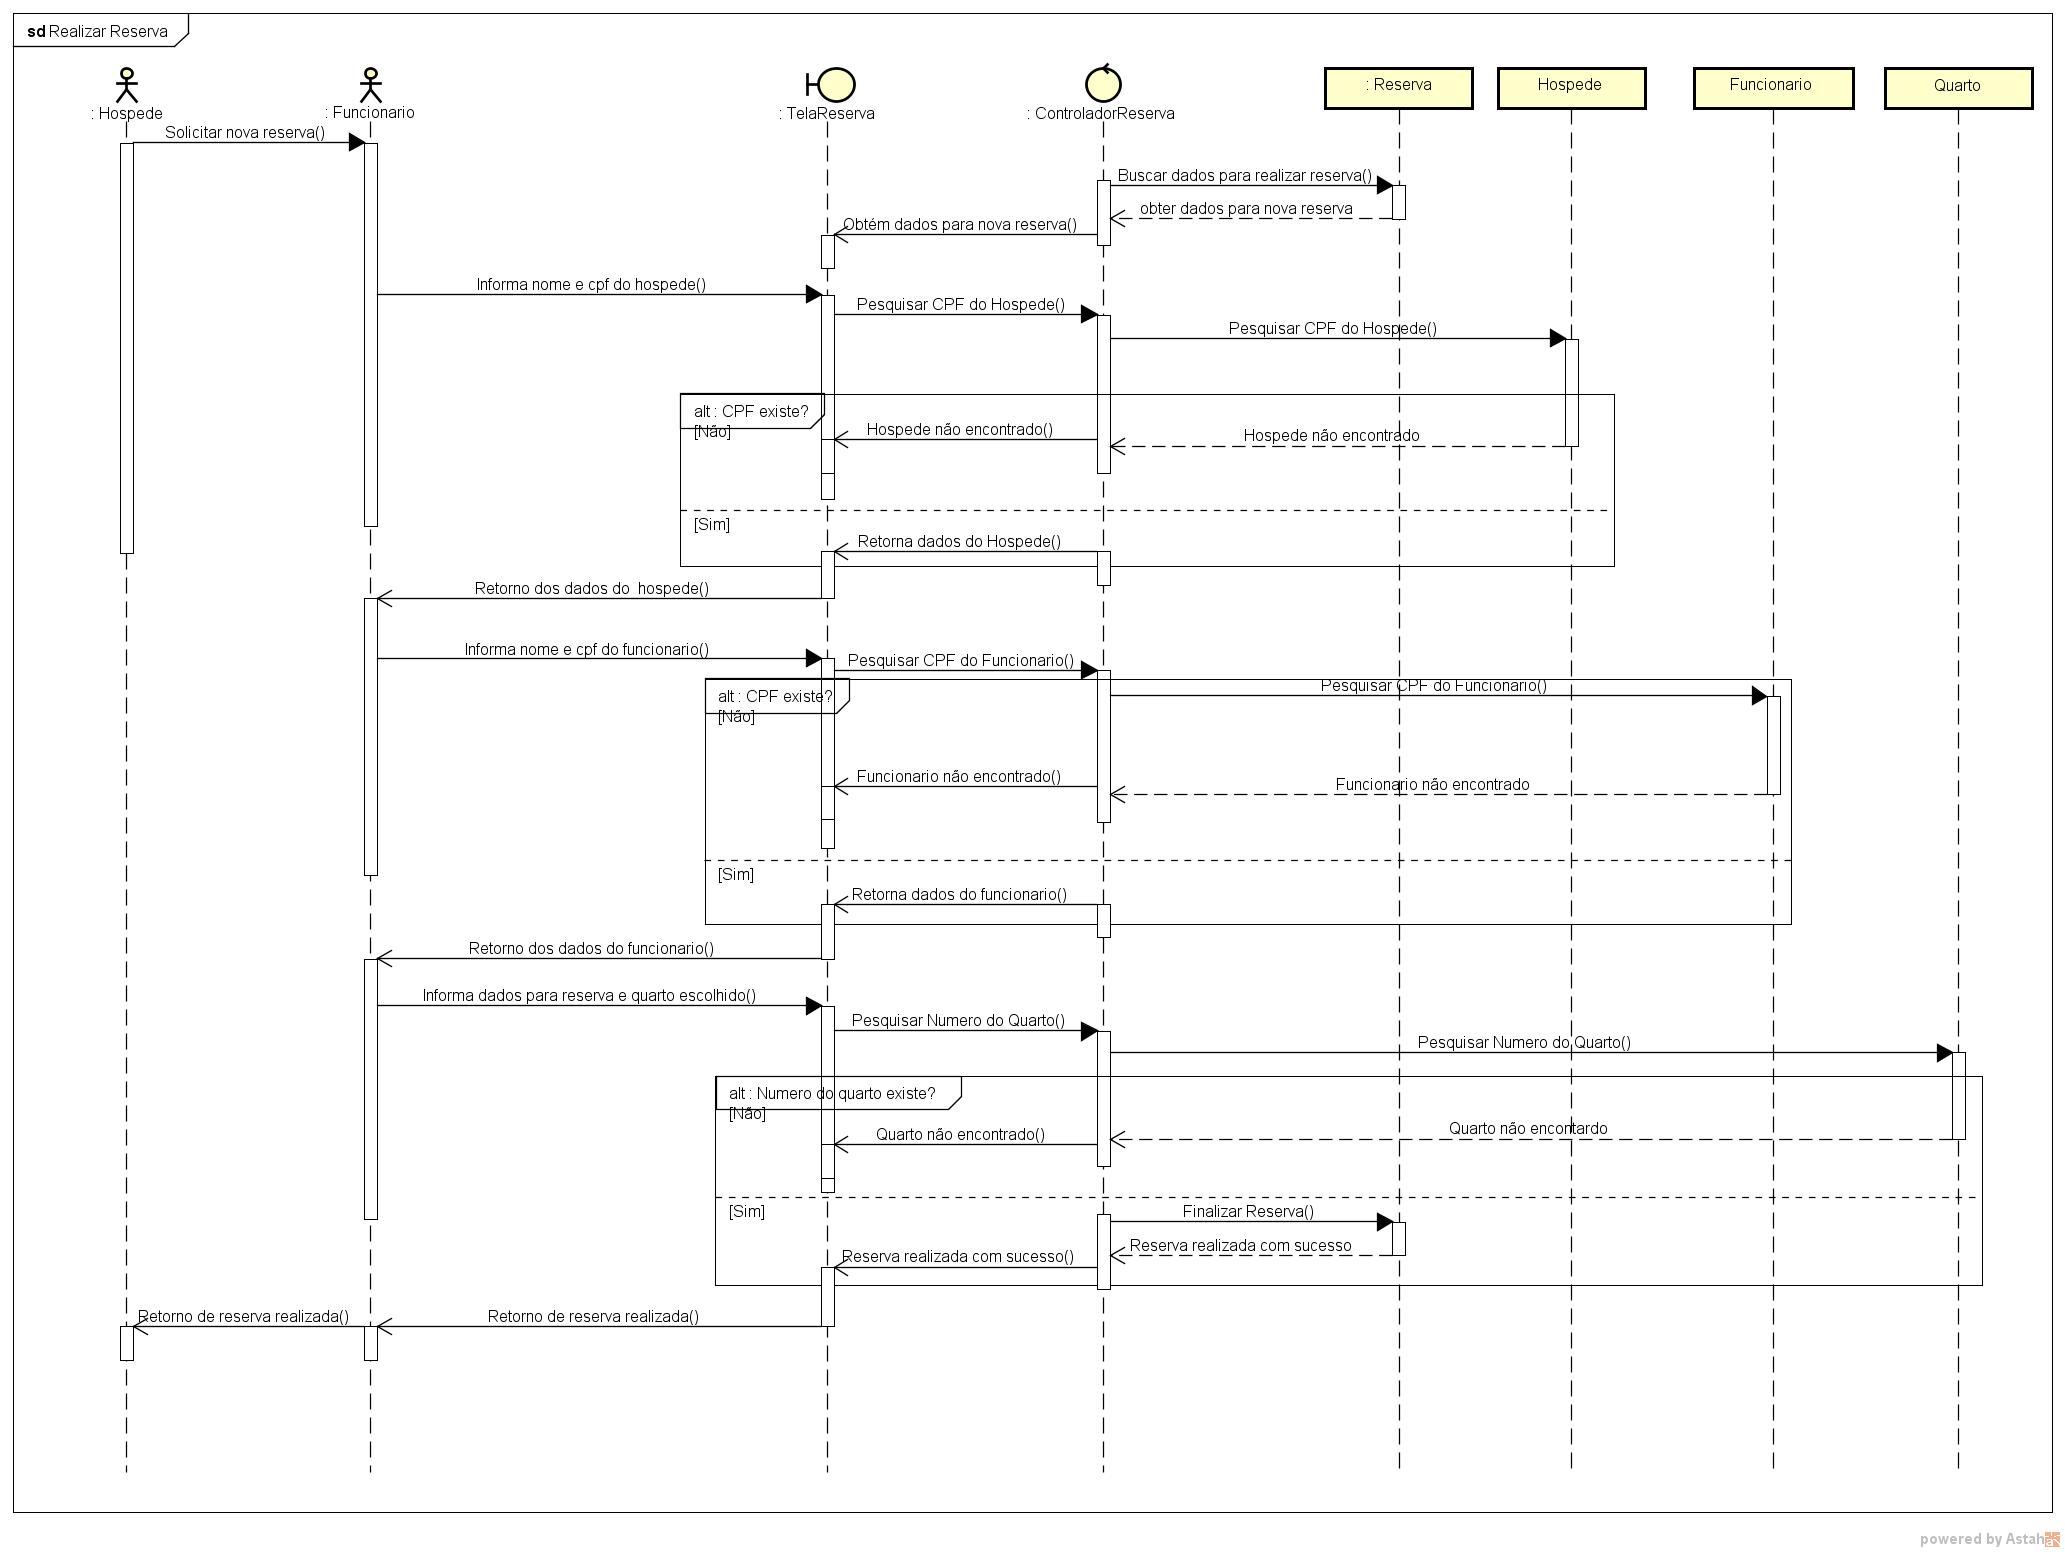 sd Realizar Reserva
: Hospede
: Funcionario
: TelaReserva
: ControladorReserva
: Reserva
Hospede
Funcionario
Quarto
Solicitar nova reserva()
Buscar dados para realizar reserva()
obter dados para nova reserva
Obtém dados para nova reserva()
Informa nome e cpf do hospede()
Pesquisar CPF do Hospede()
Pesquisar CPF do Hospede()
alt : CPF existe?
[Não]
Hospede não encontrado()
Hospede não encontrado
[Sim]
Retorna dados do Hospede()
Retorno dos dados do  hospede()
Informa nome e cpf do funcionario()
Pesquisar CPF do Funcionario()
Pesquisar CPF do Funcionario()
alt : CPF existe?
[Não]
Funcionario não encontrado()
Funcionario não encontrado
[Sim]
Retorna dados do funcionario()
Retorno dos dados do funcionario()
Informa dados para reserva e quarto escolhido()
Pesquisar Numero do Quarto()
Pesquisar Numero do Quarto()
alt : Numero do quarto existe?
[Não]
Quarto não encontrado()
Quarto não encontardo
[Sim]
Finalizar Reserva()
Reserva realizada com sucesso
Reserva realizada com sucesso()
Retorno de reserva realizada()
Retorno de reserva realizada()
powered by Astah